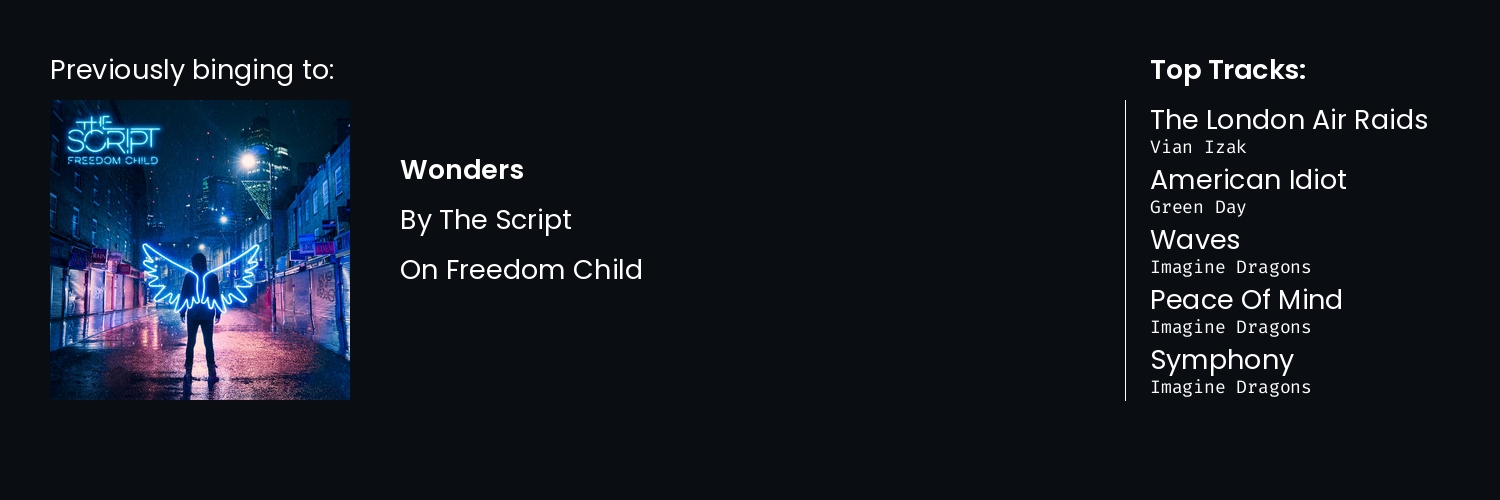 Previously binging to:
THE
SCRIPT
FREEDOM CHILD
Wonders
By The Script
On Freedom Child
Top Tracks:
The London Air Raids
Vian Izak
American Idiot
Green Day
Waves
Imagine Dragons
Peace Of Mind
Imagine Dragons
Symphony
Imagine Dragons